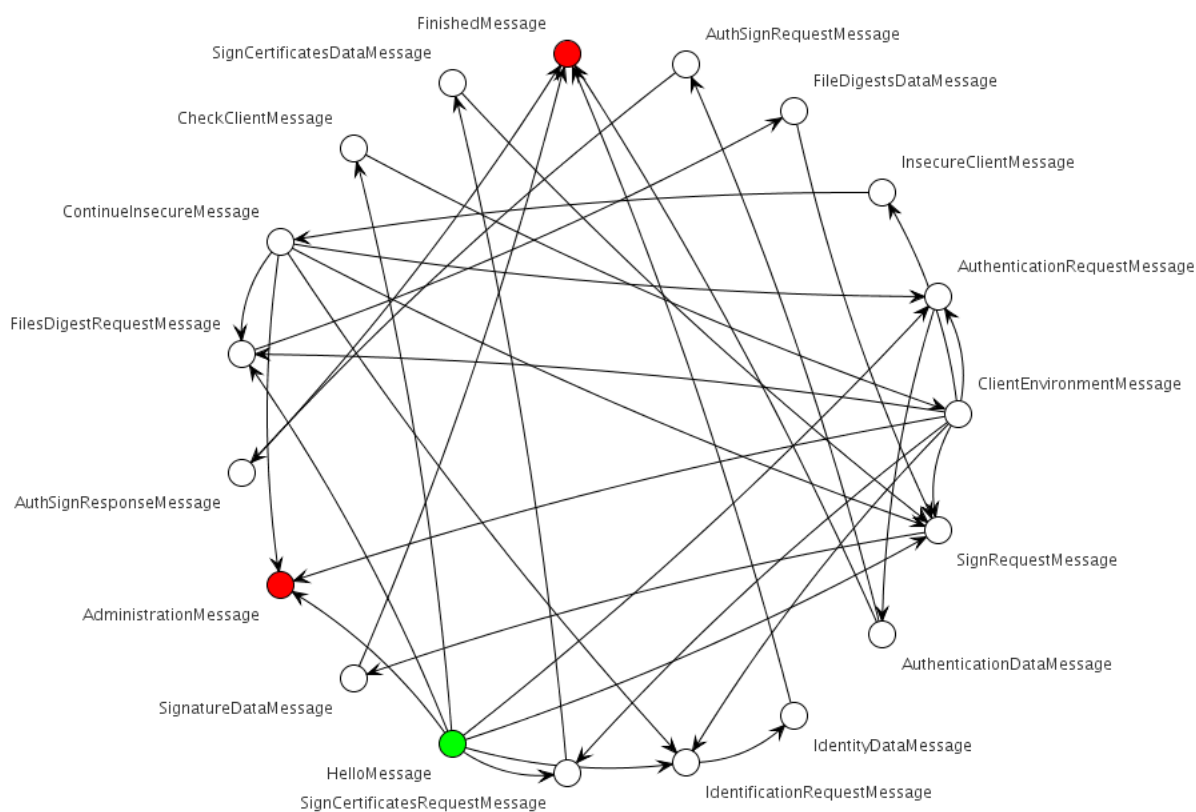 FinishedMessage
AuthSignRequestMessage
SignCertificatesDataMessage
FileDigestsDataMessage
CheckClientMessage
InsecureClientMessage
ContinueInsecureMessage
AuthenticationRequestMessage
FilesDigestRequestMessage
ClientEnvironmentMessage
AuthSignResponseMessage
SignRequestMessage
AdministrationMessage
AuthenticationDataMessage
SignatureDataMessage
IdentityDataMessage
HelloMessage
IdentificationRequestMessage
SignCertificatesRequestMessage